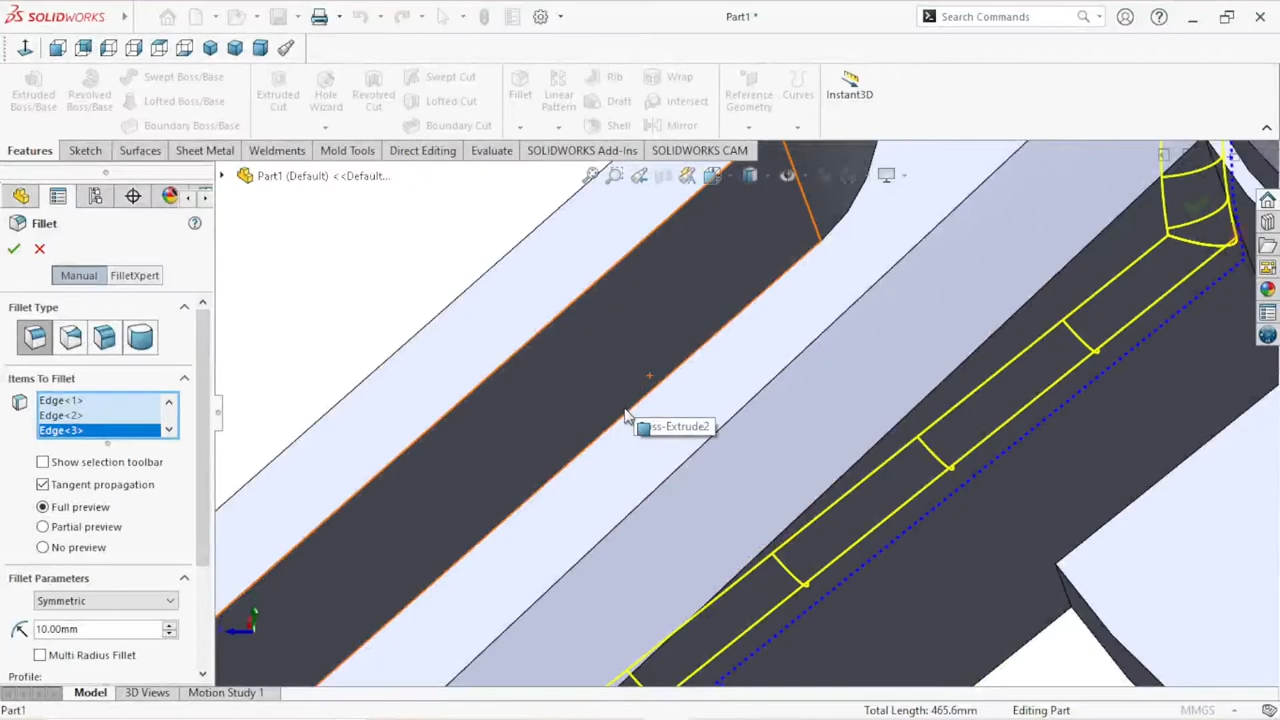 SOLIDWORKS
Part1 *
Search Commands
Extruded Boss/Base
Revolved Boss/Base
Swept Boss/Base
Lofted Boss/Base
Boundary Boss/Base
Extruded Cut
Hole Wizard
Revolved Cut
Swept Cut
Lofted Cut
Boundary Cut
Fillet
Linear Pattern
Rib
Draft
Shell
Wrap
Intersect
Mirror
Reference Geometry
Curves
Instant3D
Features
Sketch
Surfaces
Sheet Metal
Weldments
Mold Tools
Direct Editing
Evaluate
SOLIDWORKS Add-Ins
SOLIDWORKS CAM
Part1 (Default) <<Default...
Fillet
Manual
FilletXpert
Fillet Type
Items To Fillet
Edge<1>
Edge<2>
Edge<3>
Show selection toolbar
Tangent propagation
Full preview
Partial preview
No preview
Fillet Parameters
Symmetric
10.00mm
Multi Radius Fillet
Profile:
ss-Extrude2
Model
3D Views
Motion Study 1
Part1
Total Length: 465.6mm
Editing Part
MMGS